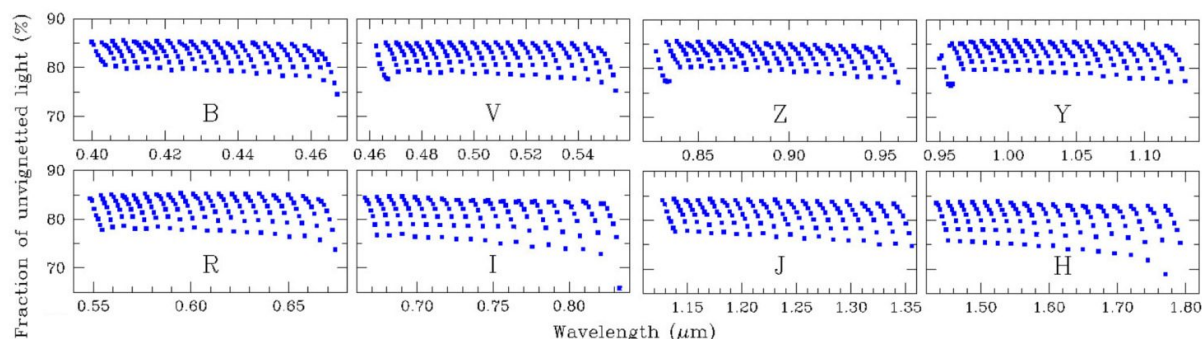 Fraction of unvignetted light (%)
90
80
70
B
V
Z
Y
0.40 0.42 0.44 0.46
0.46 0.48 0.50 0.52 0.54
0.85 0.90 0.95
0.95 1.00 1.05 1.10
90
80
70
R
I
J
H
0.55 0.60 0.65
0.70 0.75 0.80
1.15 1.20 1.25 1.30 1.35
1.50 1.60 1.70 1.80
Wavelength (μm)